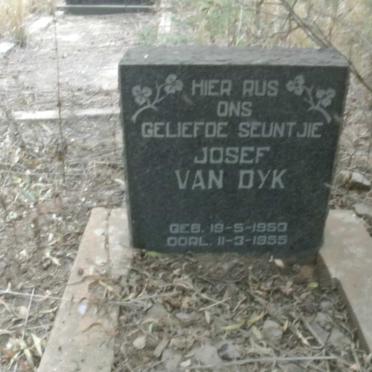 HIER RUS
ONS
GELIEFDE SEUNTJIE
JOSEF
VAN DYK
GEB. 19-5-1953
OORL. 11-3-1955